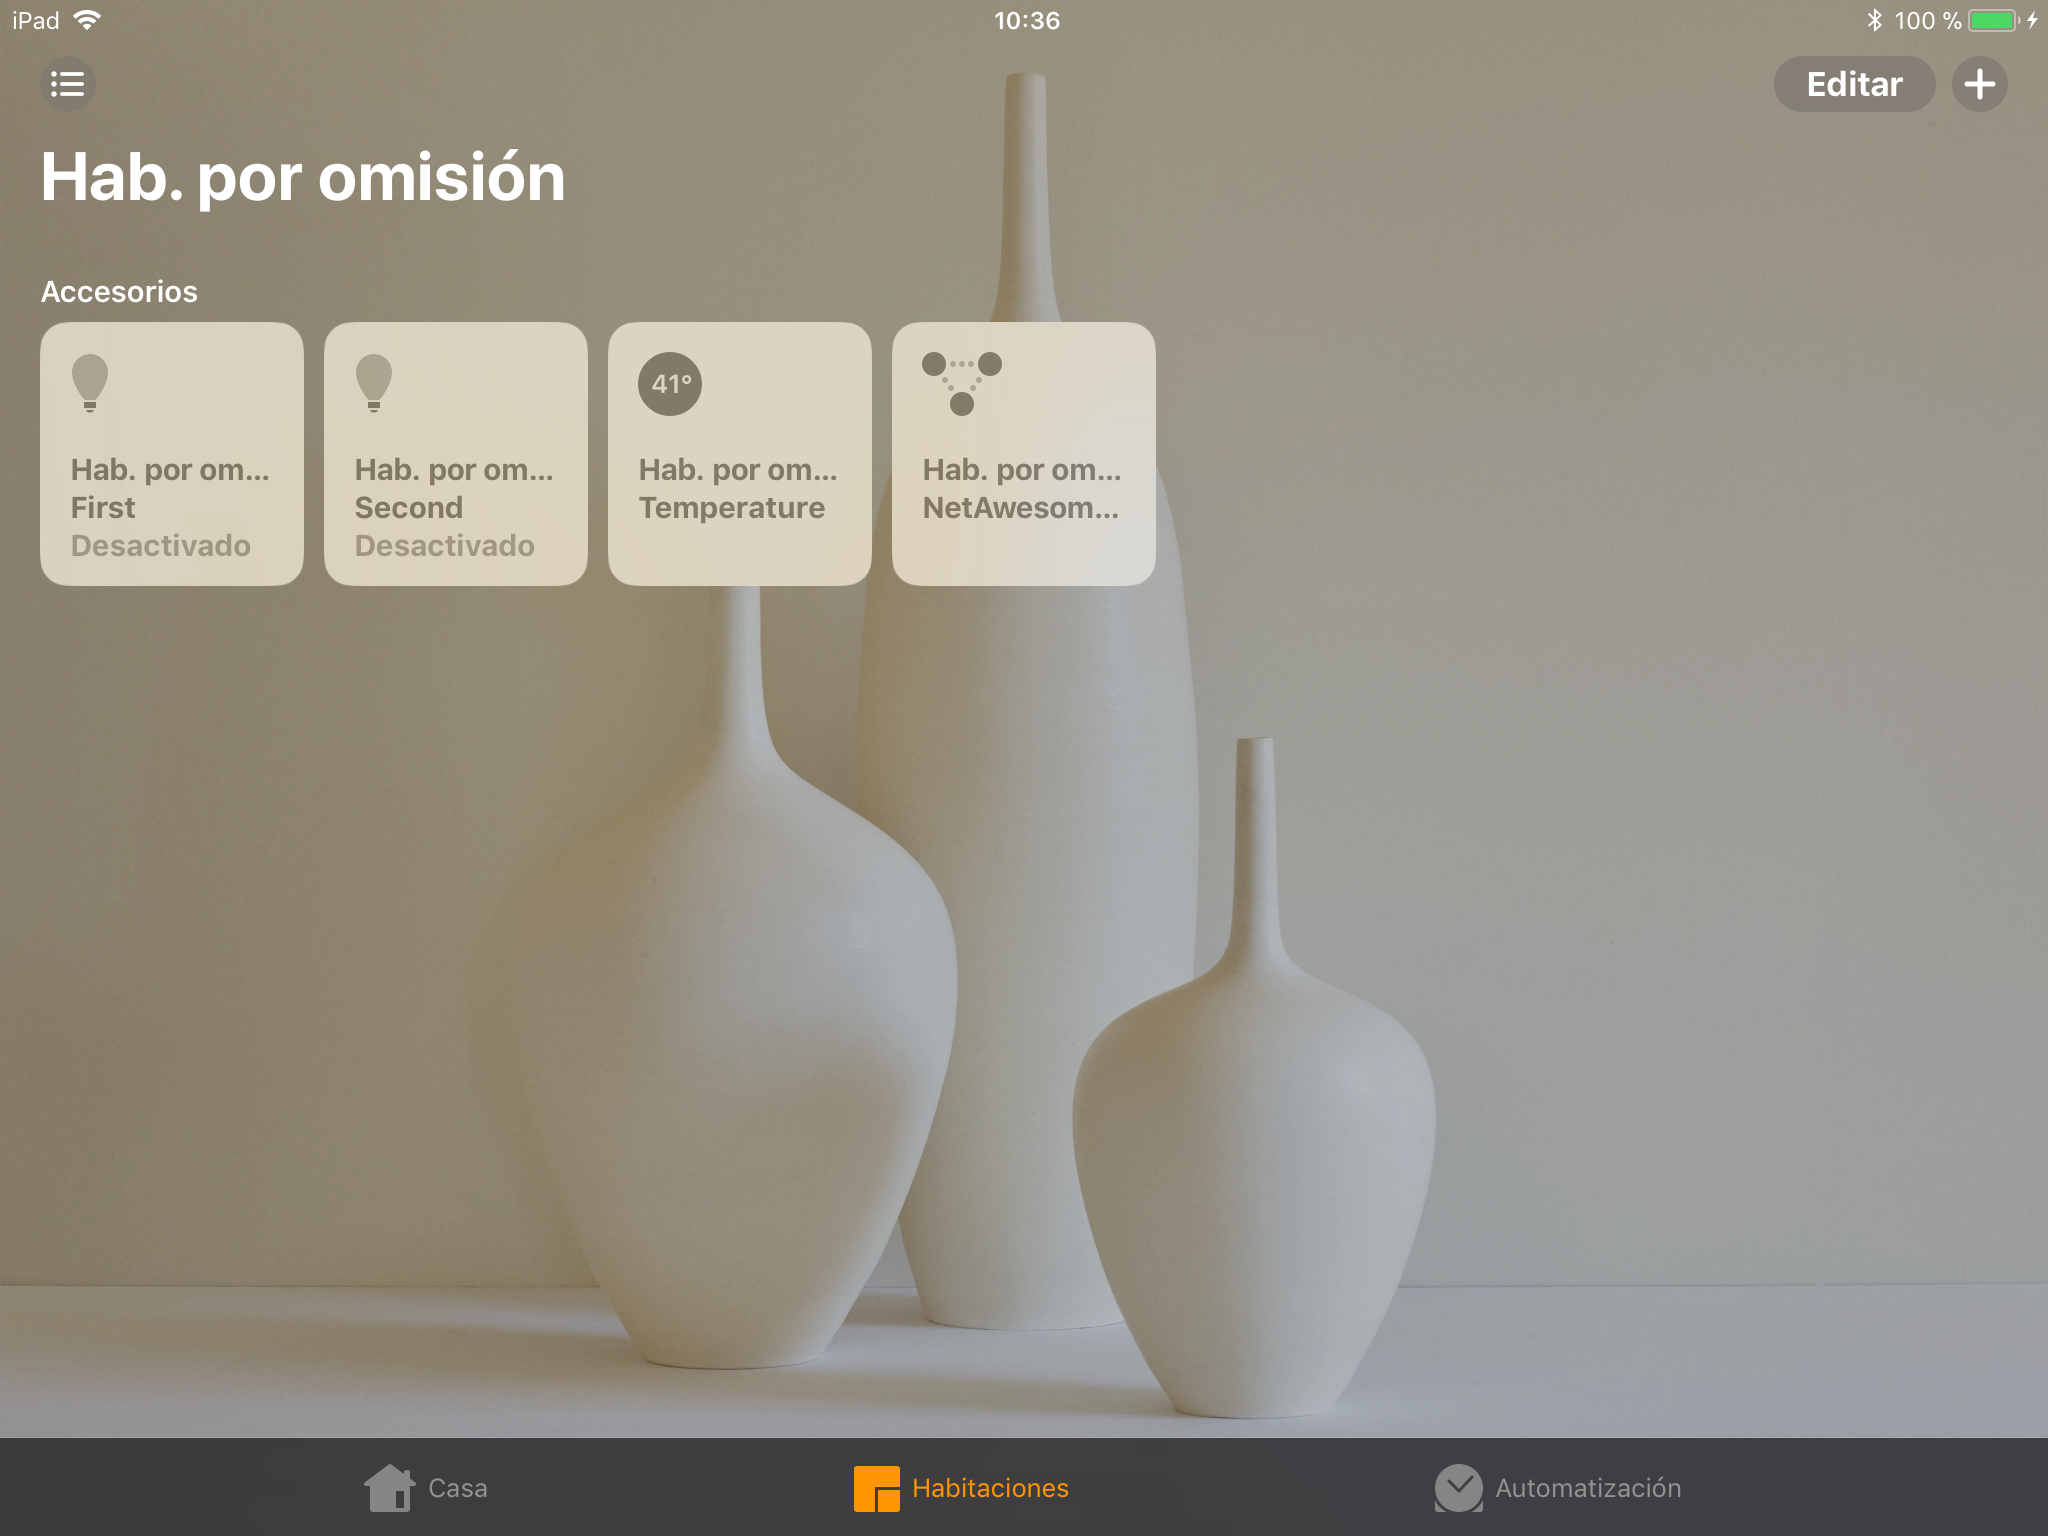 iPad
10:36
100 %
Editar
Hab. por omisión
Accesorios
Hab. por om...
First
Desactivado
Hab. por om...
Second
Desactivado
41°
Hab. por om...
Temperature
Hab. por om...
NetAwesom...
Casa
Habitaciones
Automatización